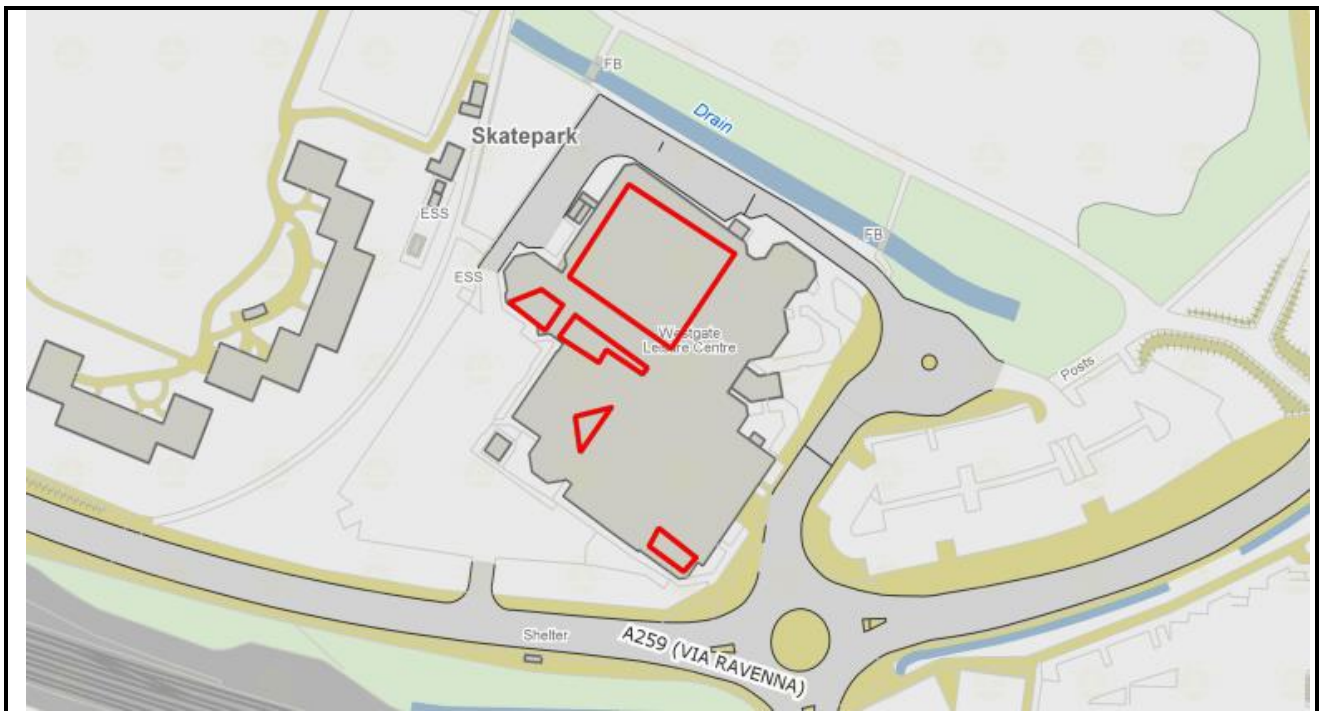 FB
Drain
Skatepark
ESS
FB
ESS
Westgate
Leisure Centre
Posts
Shelter
A259 (VIA RAVENNA)